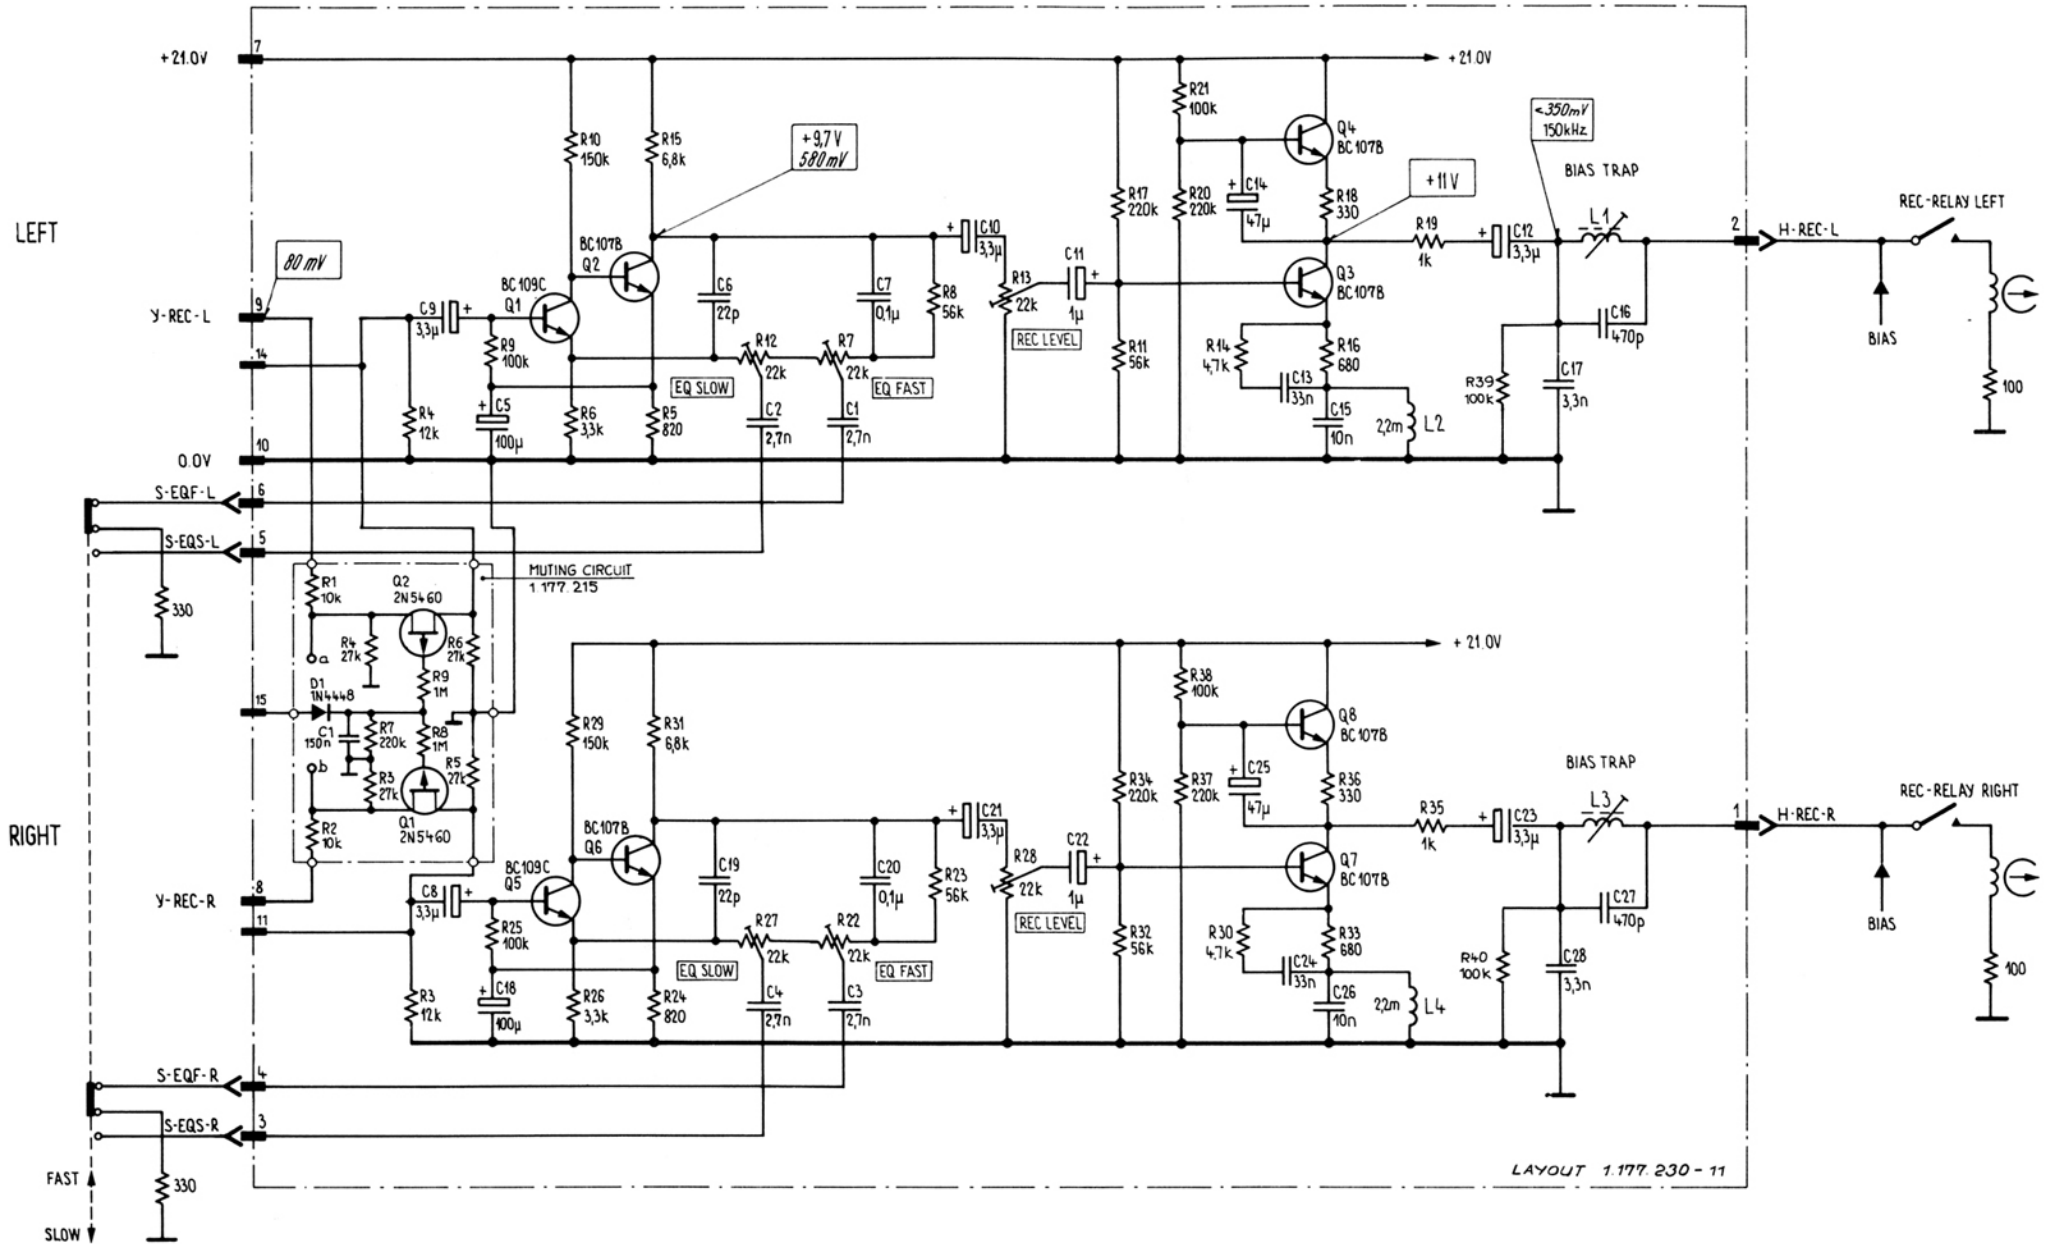 7
+21.0V
+21.0V
R10
150k
R15
6,8k
+9,7V
580mV
R21
100k
Q4
BC107B
<350mV
150kHz
BIAS TRAP
R17
220k
R20
220k
C14
+
47µ
R18
330
+11V
REC-RELAY LEFT
LEFT
80mV
9
Y-REC-L
14
BC107B
Q2
BC109C
Q1
+
C10
3,3µ
R19
1k
+
C12
3,3µ
L1
2
H-REC-L
C9
+
3,3µ
R9
100k
C6
22p
C7
0,1µ
R8
56k
R13
22k
REC LEVEL
C11
+
1µ
Q3
BC107B
BIAS
C16
470p
R12
22k
R7
22k
EQ SLOW
EQ FAST
R11
56k
R14
4,7k
R16
680
C13
33n
C15
10n
2,2m
L2
R39
100k
C17
3,3n
100
R4
12k
+
C5
100µ
R6
3,3k
R5
820
C2
2,7n
C1
2,7n
10
0.0V
S-EQF-L
6
S-EQS-L
5
330
MUTING CIRCUIT
1.177.215
R1
10k
Q2
2N5460
R4
27k
R6
27k
a
R9
1M
D1
1N4448
15
C1
150n
R7
220k
R8
1M
b
R3
27k
R5
27k
R2
10k
Q1
2N5460
RIGHT
8
Y-REC-R
11
+21.0V
R29
150k
R31
6,8k
R38
100k
Q8
BC107B
R34
220k
R37
220k
+
C25
47µ
R36
330
BIAS TRAP
REC-RELAY RIGHT
BC107B
Q6
BC109C
Q5
+
C21
3,3µ
R35
1k
+
C23
3,3µ
L3
1
H-REC-R
C8
+
3,3µ
R25
100k
C19
22p
C20
0,1µ
R23
56k
R28
22k
REC LEVEL
C22
+
1µ
Q7
BC107B
BIAS
C27
470p
R27
22k
R22
22k
EQ SLOW
EQ FAST
R32
56k
R30
4,7k
R33
680
C24
33n
C26
10n
2,2m
L4
R40
100k
C28
3,3n
100
R3
12k
+
C18
100µ
R26
3,3k
R24
820
C4
2,7n
C3
2,7n
S-EQF-R
4
S-EQS-R
3
FAST
SLOW
330
LAYOUT 1.177.230-11